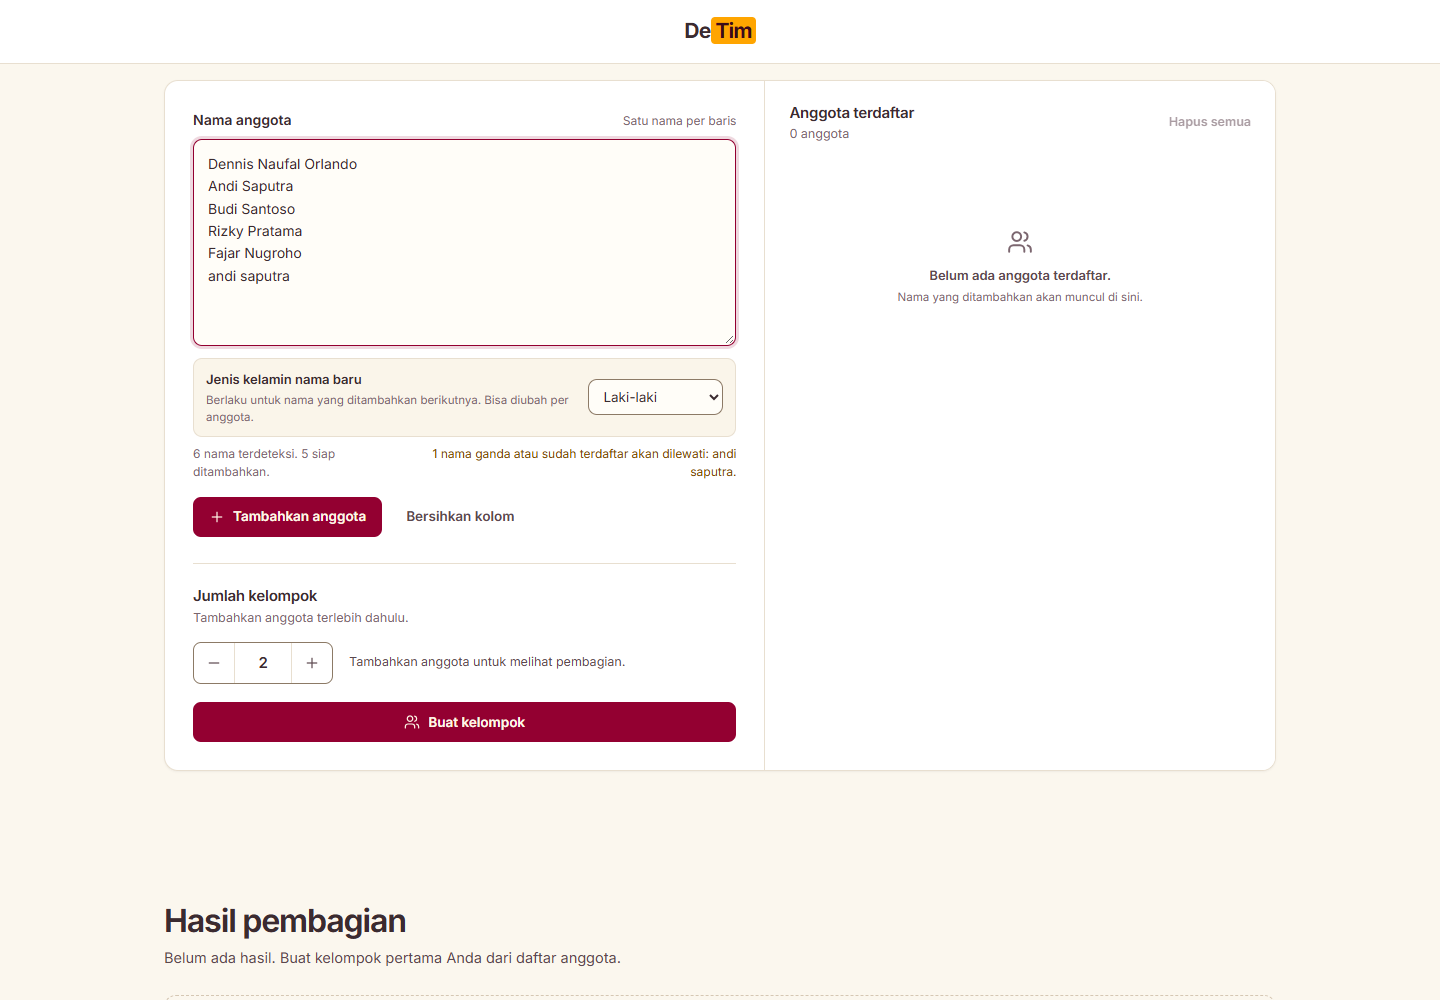 DeTim
Nama anggota
Satu nama per baris
Dennis Naufal Orlando
Andi Saputra
Budi Santoso
Rizky Pratama
Fajar Nugroho
andi saputra
Jenis kelamin nama baru
Berlaku untuk nama yang ditambahkan berikutnya. Bisa diubah per
anggota.
Laki-laki
6 nama terdeteksi. 5 siap
ditambahkan.
1 nama ganda atau sudah terdaftar akan dilewati: andi
saputra.
Tambahkan anggota
Bersihkan kolom
Jumlah kelompok
Tambahkan anggota terlebih dahulu.
2
Tambahkan anggota untuk melihat pembagian.
Buat kelompok
Anggota terdaftar
0 anggota
Hapus semua
Belum ada anggota terdaftar.
Nama yang ditambahkan akan muncul di sini.
Hasil pembagian
Belum ada hasil. Buat kelompok pertama Anda dari daftar anggota.